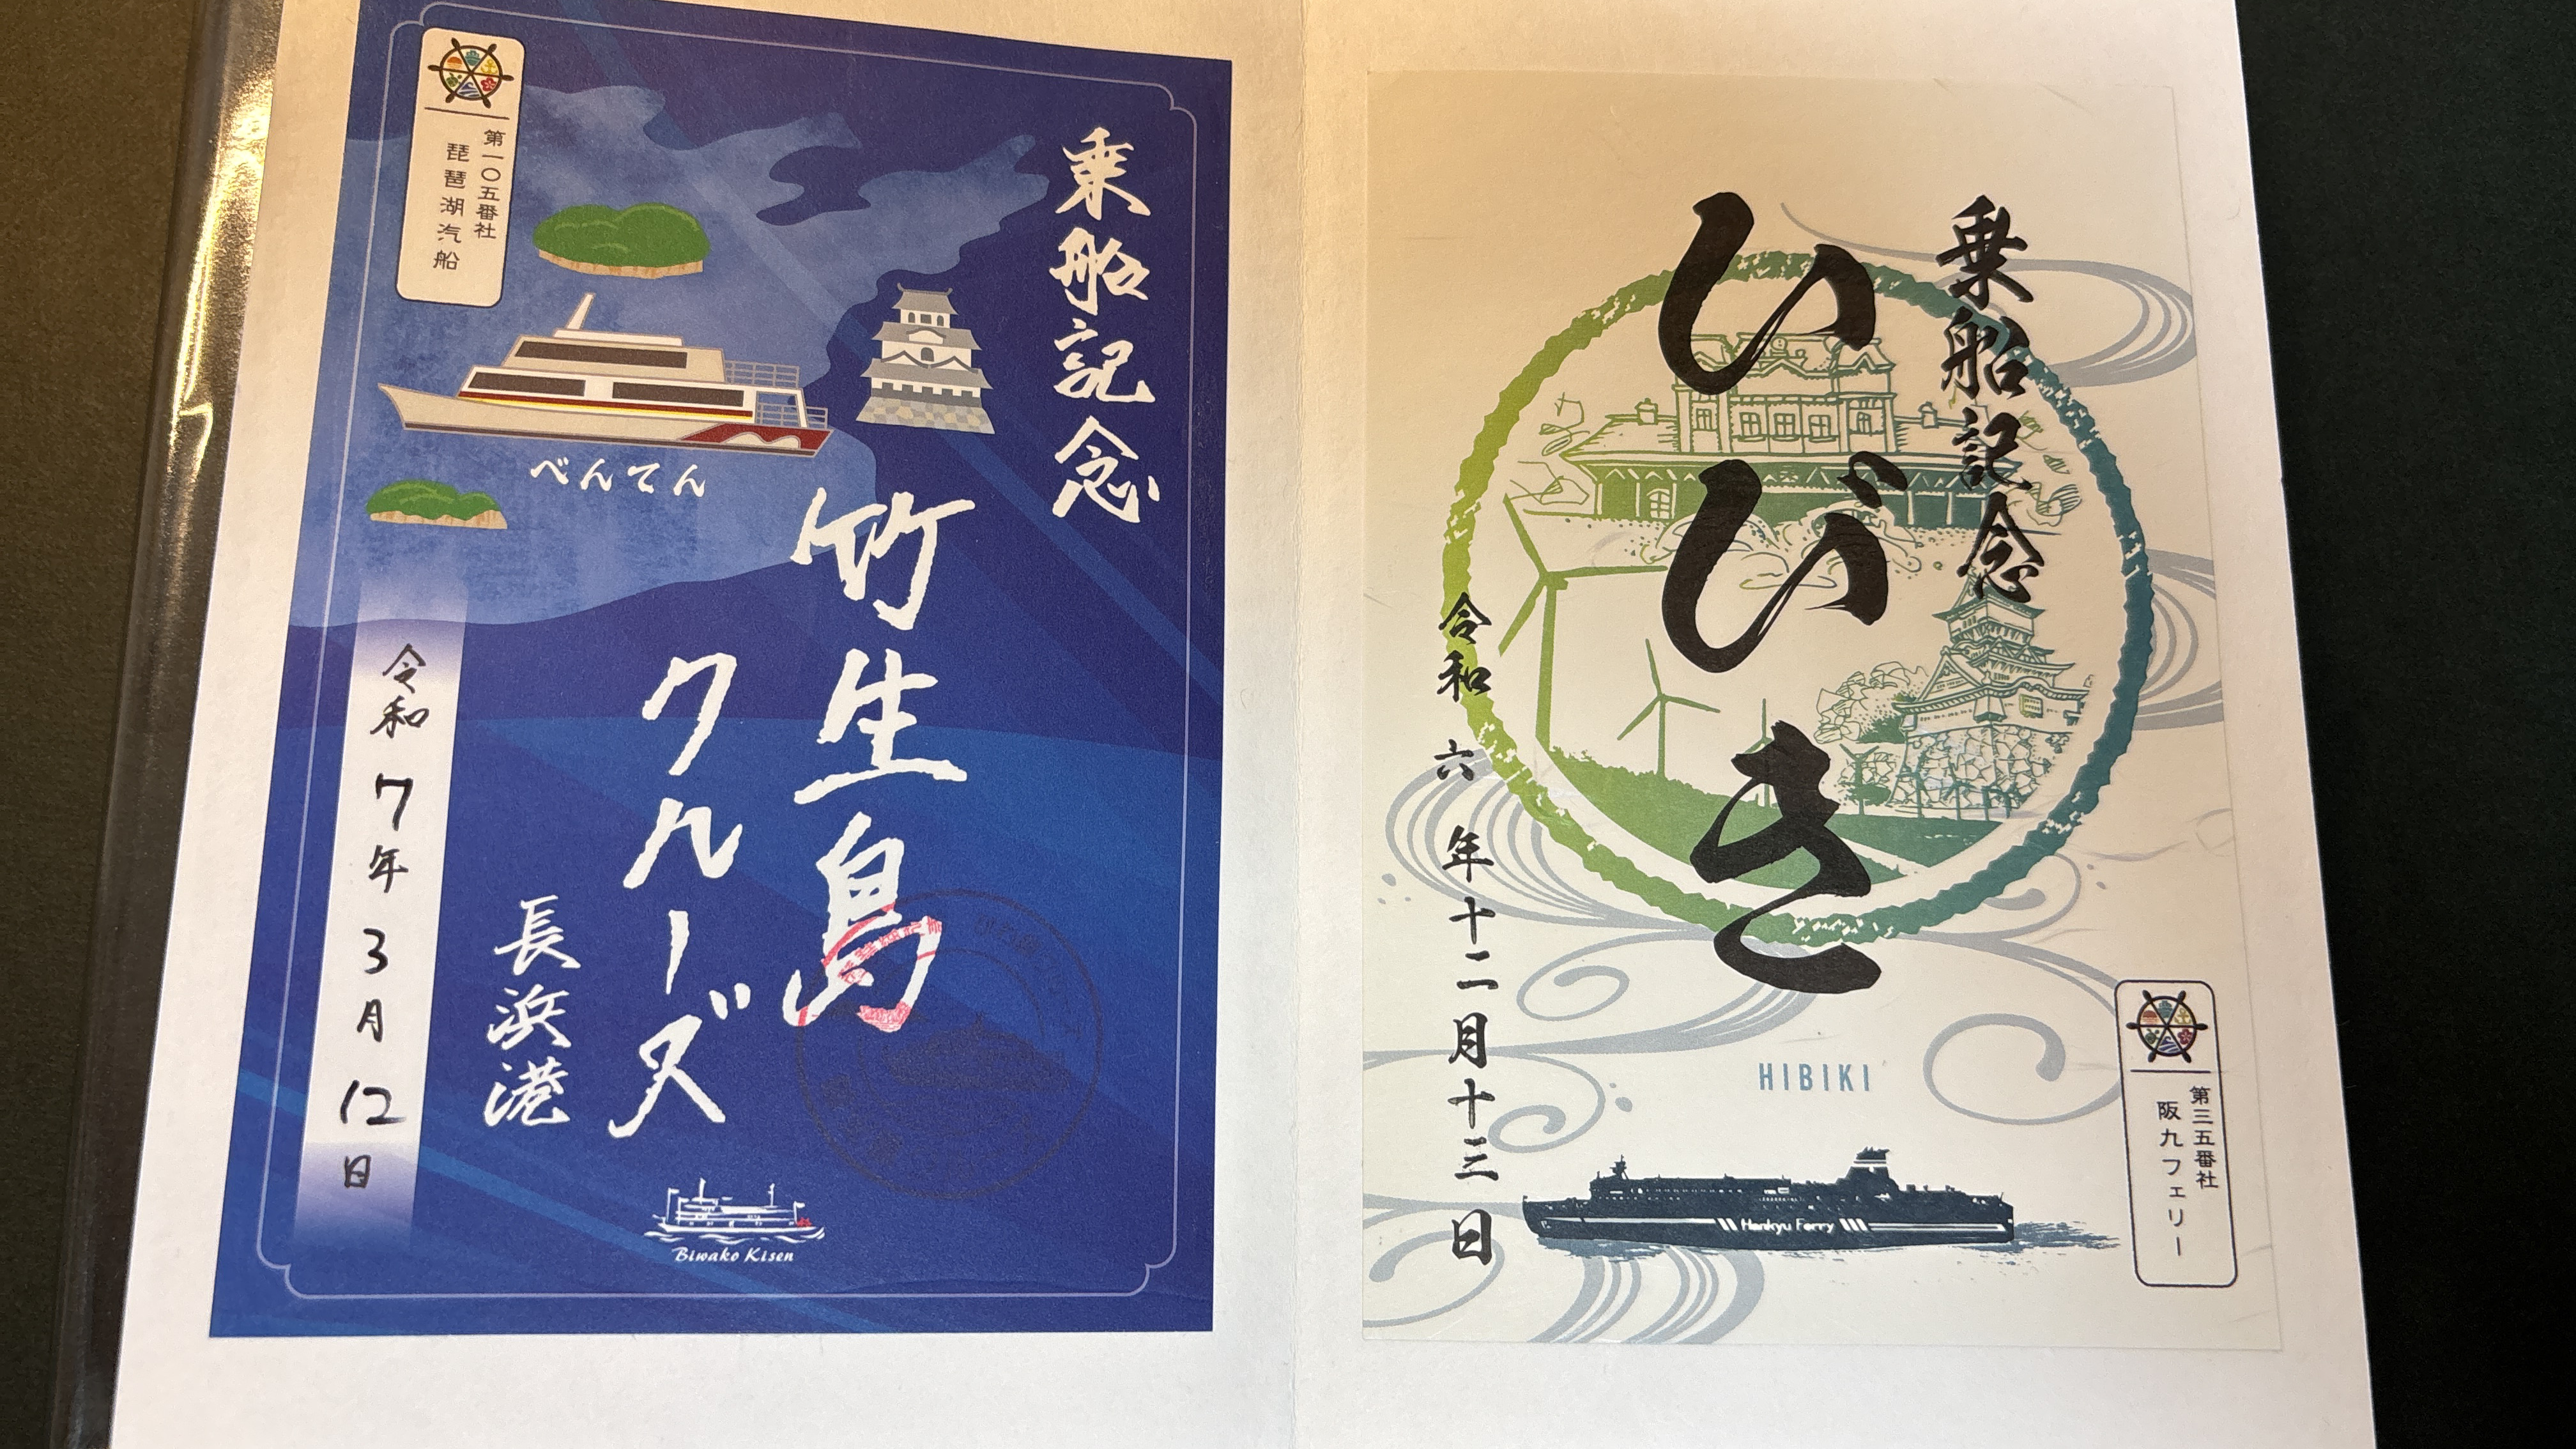 乗船記念
竹生島
クルーズ
長浜港
べんてん
第一〇五番社
琵琶湖汽船
令和7年3月12日
Biwako Kisen
乗船記念
いびき
令和六年十二月十三日
HIBIKI
Hankyu Ferry
第三五番社
阪九フェリー